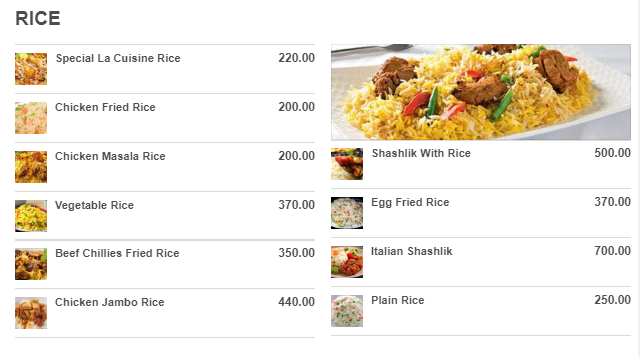 RICE
Special La Cuisine Rice 220.00
Chicken Fried Rice 200.00
Chicken Masala Rice 200.00
Vegetable Rice 370.00
Beef Chillies Fried Rice 350.00
Chicken Jambo Rice 440.00
Shashlik With Rice 500.00
Egg Fried Rice 370.00
Italian Shashlik 700.00
Plain Rice 250.00